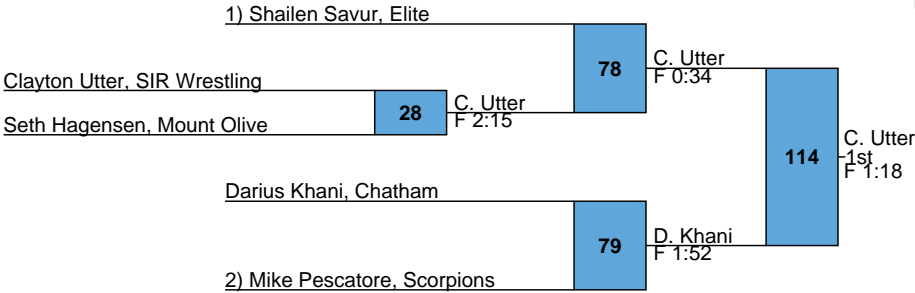 1) Shailen Savur, Elite
Clayton Utter, SIR Wrestling
Seth Hagensen, Mount Olive
28
C. Utter
F 2:15
78
C. Utter
F 0:34
Darius Khani, Chatham
2) Mike Pescatore, Scorpions
79
D. Khani
F 1:52
114
C. Utter
1st
F 1:18